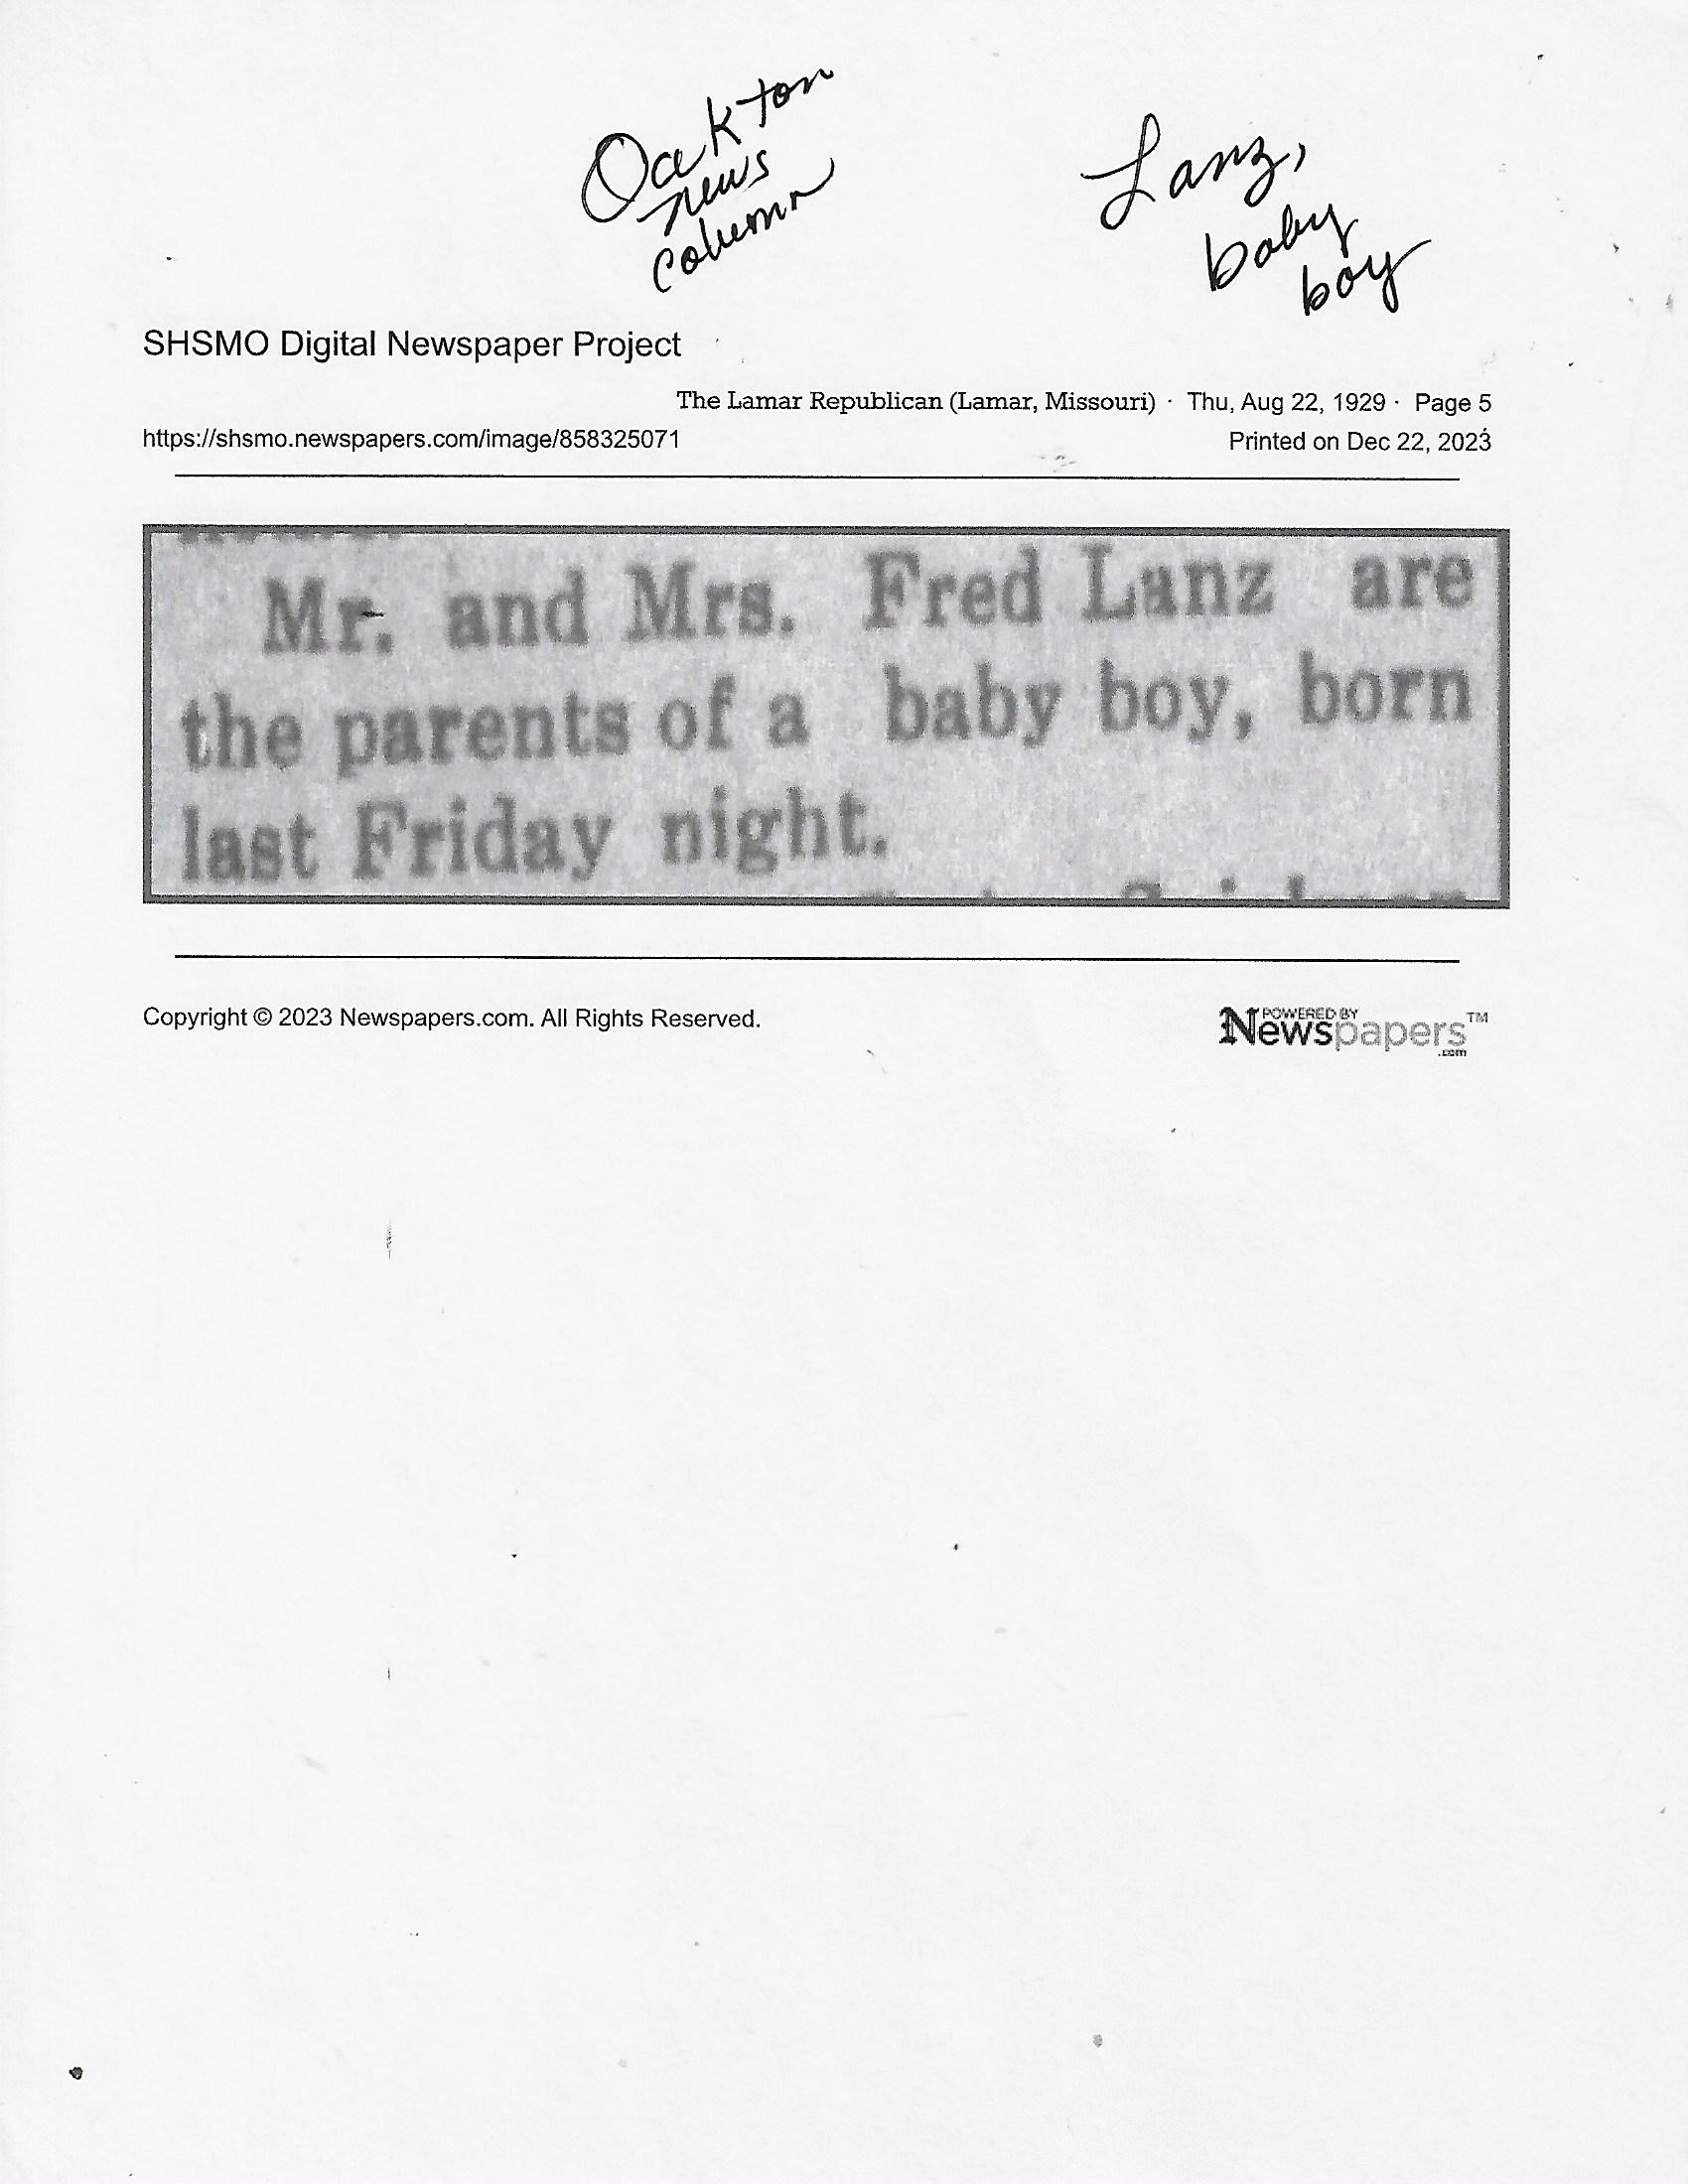 Oakton
news
column
Lanz,
baby
boy
SHSMO Digital Newspaper Project
The Lamar Republican (Lamar, Missouri) · Thu, Aug 22, 1929 · Page 5
https://shsmo.newspapers.com/image/858325071
Printed on Dec 22, 2023
Mr. and Mrs. Fred Lanz are
the parents of a baby boy, born
last Friday night.
Copyright © 2023 Newspapers.com. All Rights Reserved.
POWERED BY
Newspapers™
.com